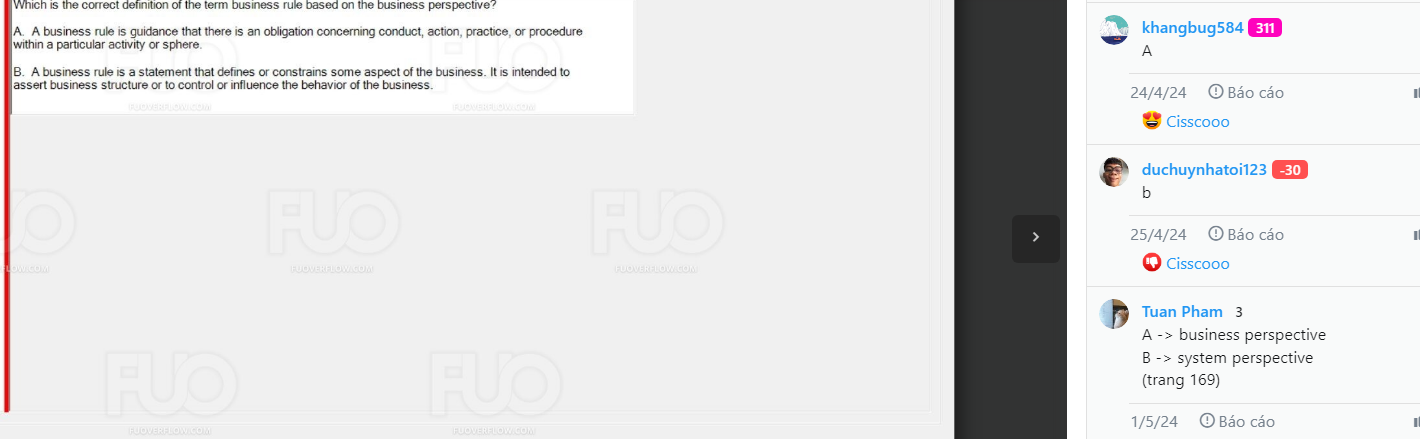 Which is the correct definition of the term business rule based on the business perspective?
A. A business rule is guidance that there is an obligation concerning conduct, action, practice, or procedure
within a particular activity or sphere.
B. A business rule is a statement that defines or constrains some aspect of the business. It is intended to
assert business structure or to control or influence the behavior of the business.
FUOVERFLOW.COM
FUOVERFLOW.COM
FUO
FUO
FUO
FUOVERFLOW.COM
FUOVERFLOW.COM
FUO
FUO
FUOVERFLOW.COM
FUOVERFLOW.COM
khangbug584 311
A
24/4/24 Báo cáo
Cisscooo
duchuynhatoi123 -30
b
25/4/24 Báo cáo
Cisscooo
Tuan Pham 3
A -> business perspective
B -> system perspective
(trang 169)
1/5/24 Báo cáo